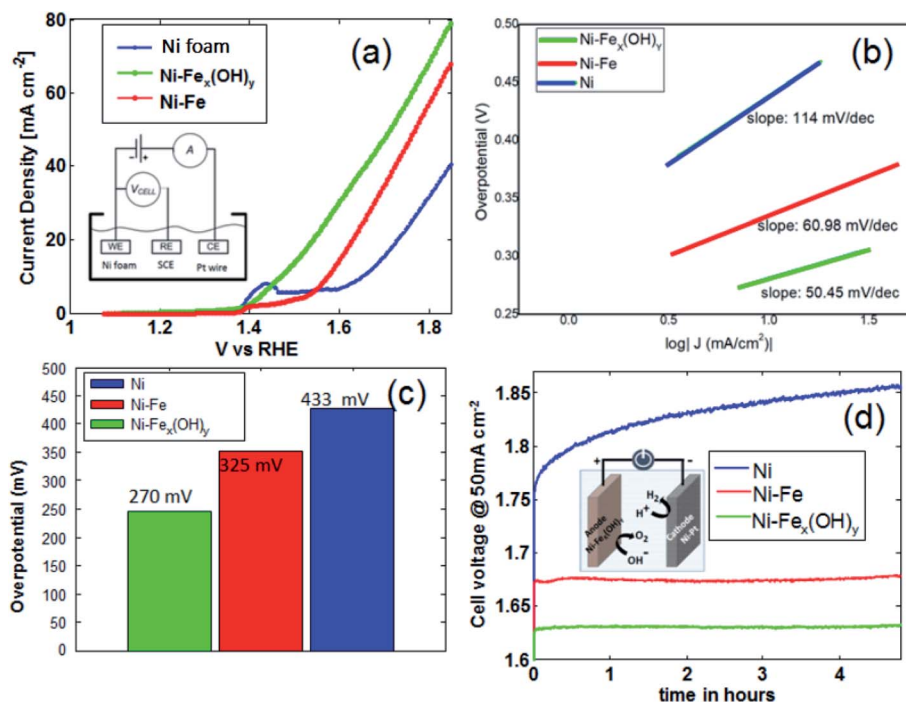 (a)
Current Density [mA cm⁻²]
80
60
40
20
0
Ni foam
Ni-Feₓ(OH)ᵧ
Ni-Fe
A
V_CELL
WE RE CE
Ni foam SCE Pt wire
1 1.2 1.4 1.6 1.8
V vs RHE
(b)
Overpotential (V)
0.50
0.45
0.40
0.35
0.30
0.25
Ni-Feₓ(OH)ᵧ
Ni-Fe
Ni
slope: 114 mV/dec
slope: 60.98 mV/dec
slope: 50.45 mV/dec
0.0 0.5 1.0 1.5
log| J (mA/cm²)|
(c)
Overpotential (mV)
500
450
400
350
300
250
200
150
100
50
0
Ni
Ni-Fe
Ni-Feₓ(OH)ᵧ
270 mV
325 mV
433 mV
(d)
Cell voltage @ 50mA cm⁻²
1.85
1.8
1.75
1.7
1.65
1.6
+ -
Anode
Ni-Feₓ(OH)ᵧ
H₂
H⁺
O₂
OH⁻
Cathode
Ni-Pt
Ni
Ni-Fe
Ni-Feₓ(OH)ᵧ
0 1 2 3 4
time in hours